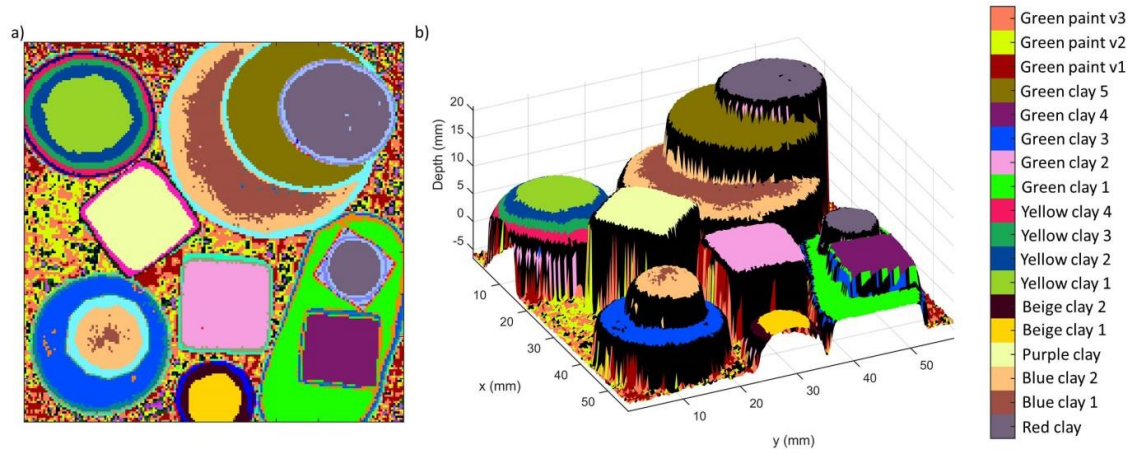 a)
b)
20
15
10
5
0
-5
Depth (mm)
10
20
30
40
50
x (mm)
10
20
30
40
50
y (mm)
Green paint v3
Green paint v2
Green paint v1
Green clay 5
Green clay 4
Green clay 3
Green clay 2
Green clay 1
Yellow clay 4
Yellow clay 3
Yellow clay 2
Yellow clay 1
Beige clay 2
Beige clay 1
Purple clay
Blue clay 2
Blue clay 1
Red clay